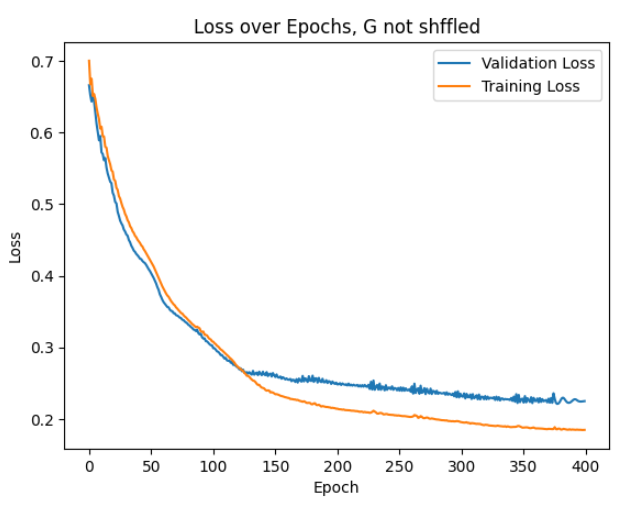 Loss over Epochs, G not shffled
Validation Loss
Training Loss
0.7
0.6
0.5
0.4
0.3
0.2
Loss
0 50 100 150 200 250 300 350 400
Epoch